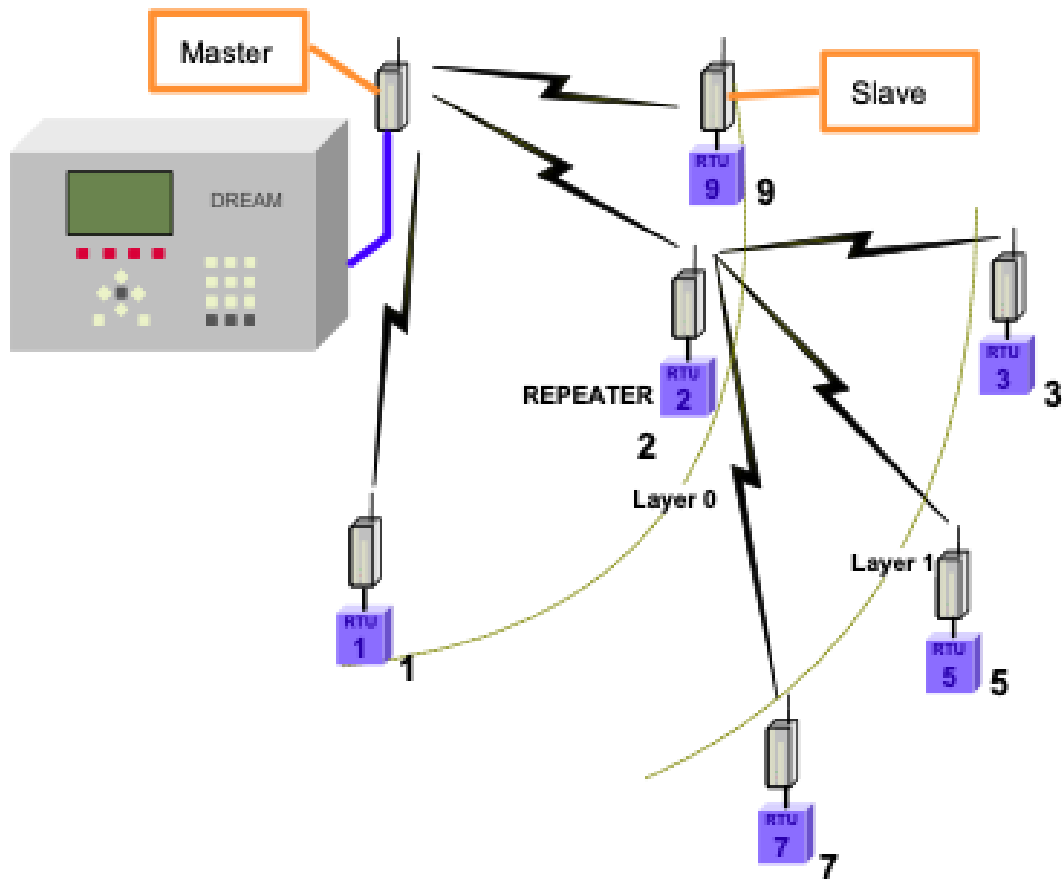 Master
Slave
DREAM
RTU
9
9
RTU
3
3
REPEATER
RTU
2
2
Layer 0
Layer 1
RTU
1
1
RTU
5
5
RTU
7
7